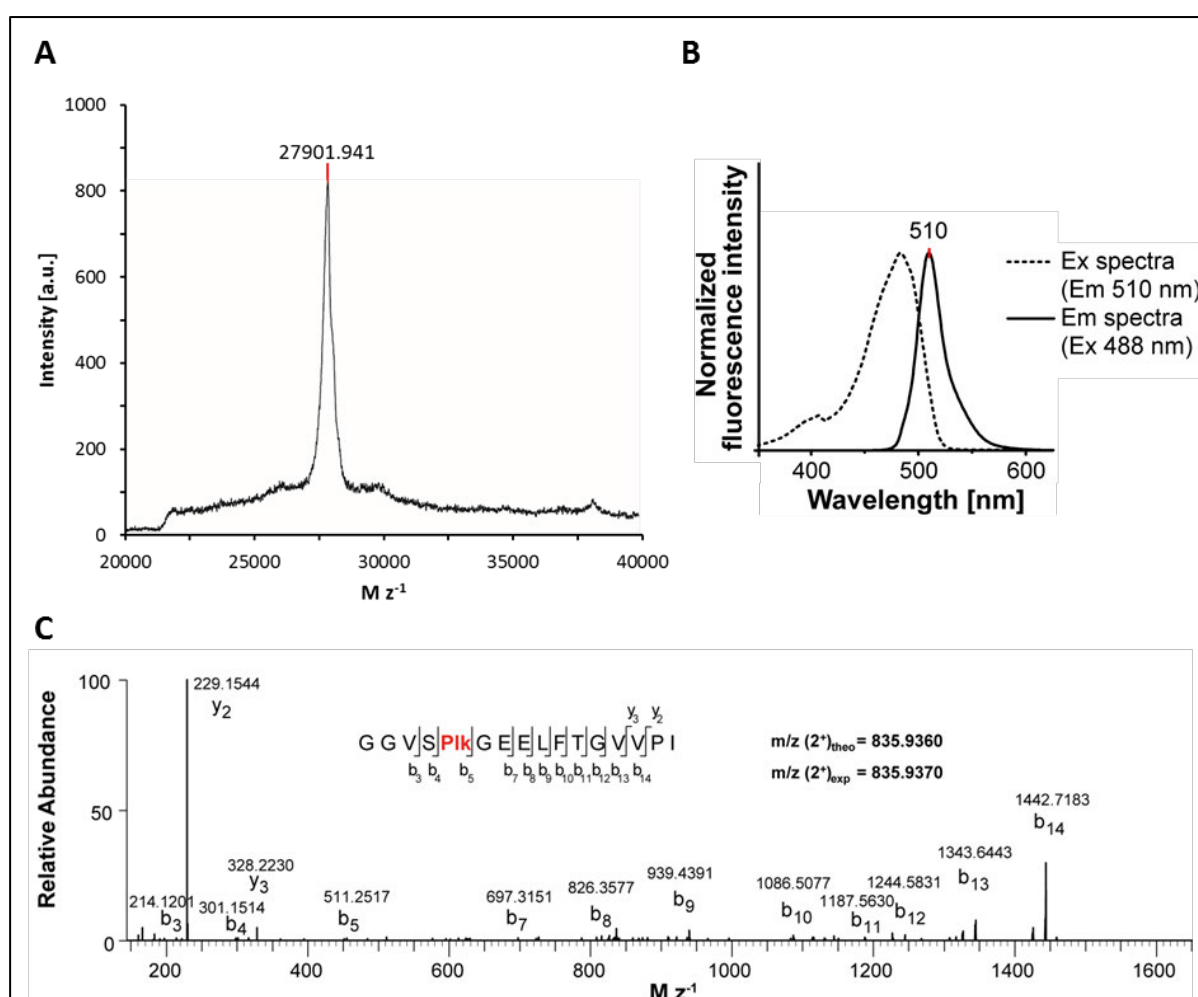 A
1000
800
600
400
200
0
27901.941
Intensity [a.u.]
20000 25000 30000 35000 40000
M z-1
B
Normalized
fluorescence intensity
510
Ex spectra
(Em 510 nm)
Em spectra
(Ex 488 nm)
400 500 600
Wavelength [nm]
C
Relative Abundance
100
50
0
229.1544
y2
328.2230
y3
214.1201
b3
301.1514
b4
511.2517
b5
697.3151
b7
826.3577
b8
939.4391
b9
1086.5077
b10
1187.5630
b11
1244.5831
b12
1343.6443
b13
1442.7183
b14
y3 y2
G G V S Plk G E E L F T G V V P I
b3 b4 b5 b7 b8 b9 b10 b11 b12 b13 b14
m/z (2+)theo = 835.9360
m/z (2+)exp = 835.9370
200 400 600 800 1000 1200 1400 1600
M z-1